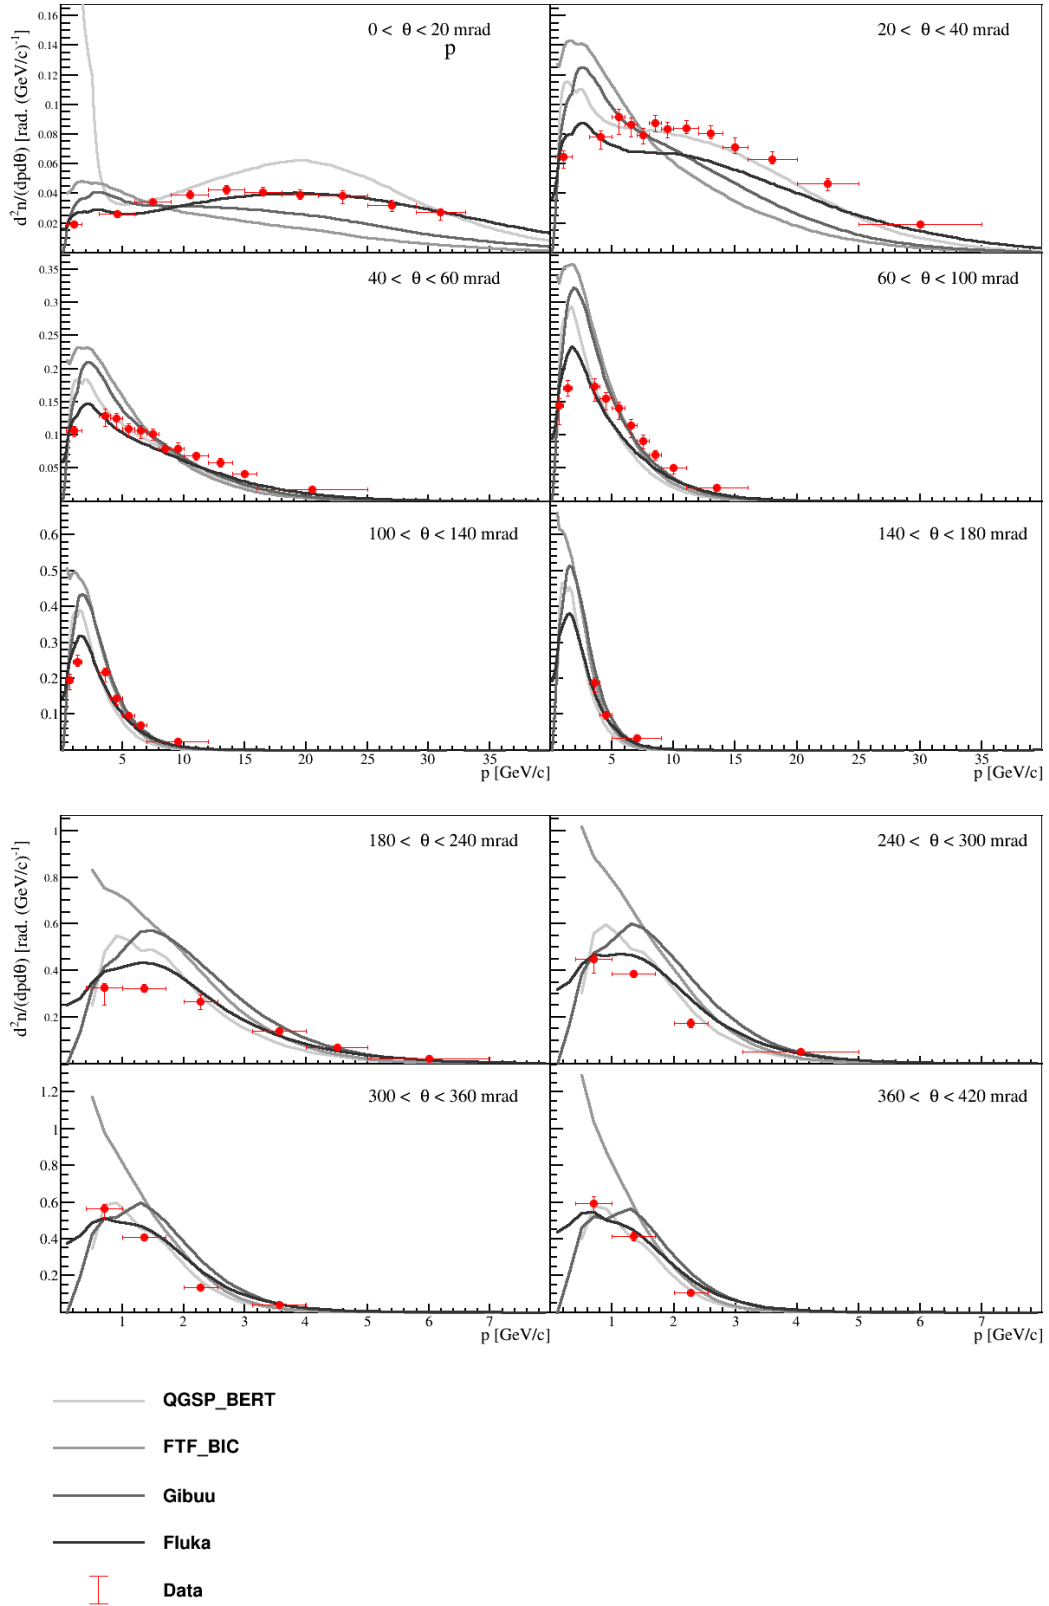 d²n/(dpdθ) [rad. (GeV/c)⁻¹]
0 < θ < 20 mrad
p
20 < θ < 40 mrad
0.16
0.14
0.12
0.1
0.08
0.06
0.04
0.02
40 < θ < 60 mrad
60 < θ < 100 mrad
0.35
0.3
0.25
0.2
0.15
0.1
0.05
100 < θ < 140 mrad
140 < θ < 180 mrad
0.6
0.5
0.4
0.3
0.2
0.1
5 10 15 20 25 30 35 5 10 15 20 25 30 35
p [GeV/c] p [GeV/c]
d²n/(dpdθ) [rad. (GeV/c)⁻¹]
180 < θ < 240 mrad
240 < θ < 300 mrad
1
0.8
0.6
0.4
0.2
300 < θ < 360 mrad
360 < θ < 420 mrad
1.2
1
0.8
0.6
0.4
0.2
1 2 3 4 5 6 7 1 2 3 4 5 6 7
p [GeV/c] p [GeV/c]
QGSP_BERT
FTF_BIC
Gibuu
Fluka
Data